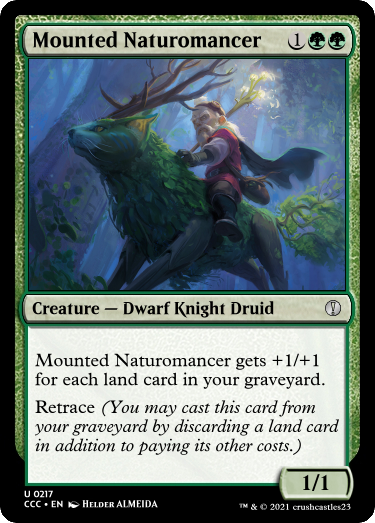 Mounted Naturomancer 1
Creature — Dwarf Knight Druid
Mounted Naturomancer gets +1/+1
for each land card in your graveyard.
Retrace (You may cast this card from
your graveyard by discarding a land card
in addition to paying its other costs.)
1/1
U 0217
CCC • EN Helder ALMEIDA
™ & © 2021 crushcastles23